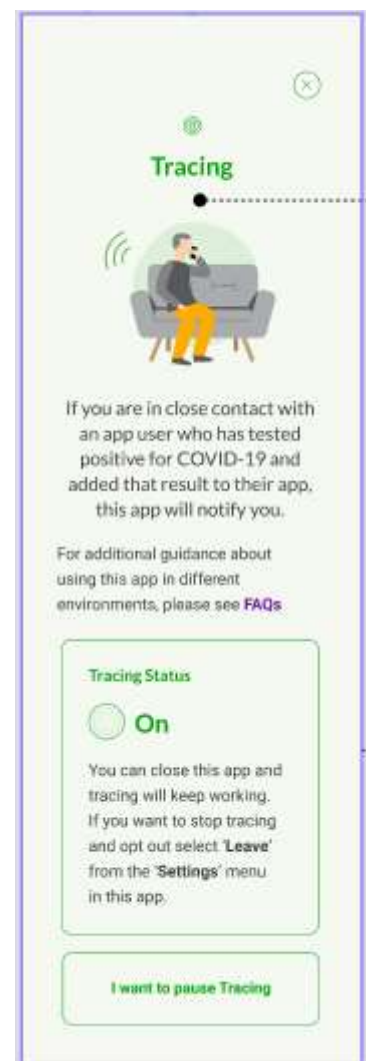 Tracing
If you are in close contact with
an app user who has tested
positive for COVID-19 and
added that result to their app,
this app will notify you.
For additional guidance about
using this app in different
environments, please see FAQs
Tracing Status
On
You can close this app and
tracing will keep working.
If you want to stop tracing
and opt out select 'Leave'
from the 'Settings' menu
in this app.
I want to pause Tracing